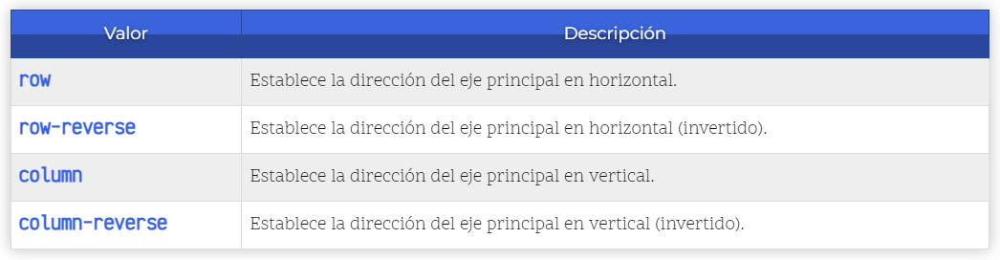 Valor Descripción
row Establece la dirección del eje principal en horizontal.
row-reverse Establece la dirección del eje principal en horizontal (invertido).
column Establece la dirección del eje principal en vertical.
column-reverse Establece la dirección del eje principal en vertical (invertido).